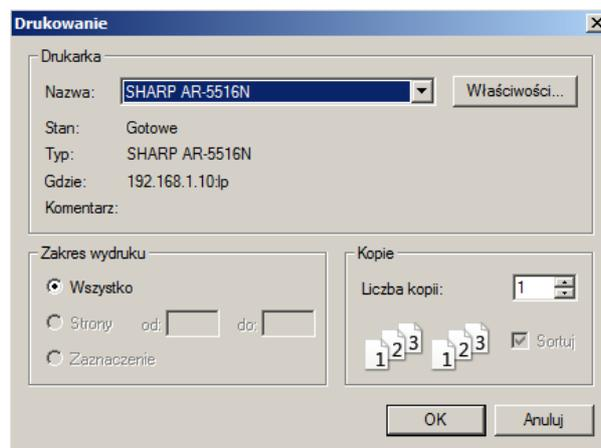 Drukowanie
Drukarka
Nazwa: SHARP AR-5516N Właściwości...
Stan: Gotowe
Typ: SHARP AR-5516N
Gdzie: 192.168.1.10:lp
Komentarz:
Zakres wydruku
Wszystko
Strony od: do:
Zaznaczenie
Kopie
Liczba kopii: 1
1 2 3 1 2 3 Sortuj
OK Anuluj